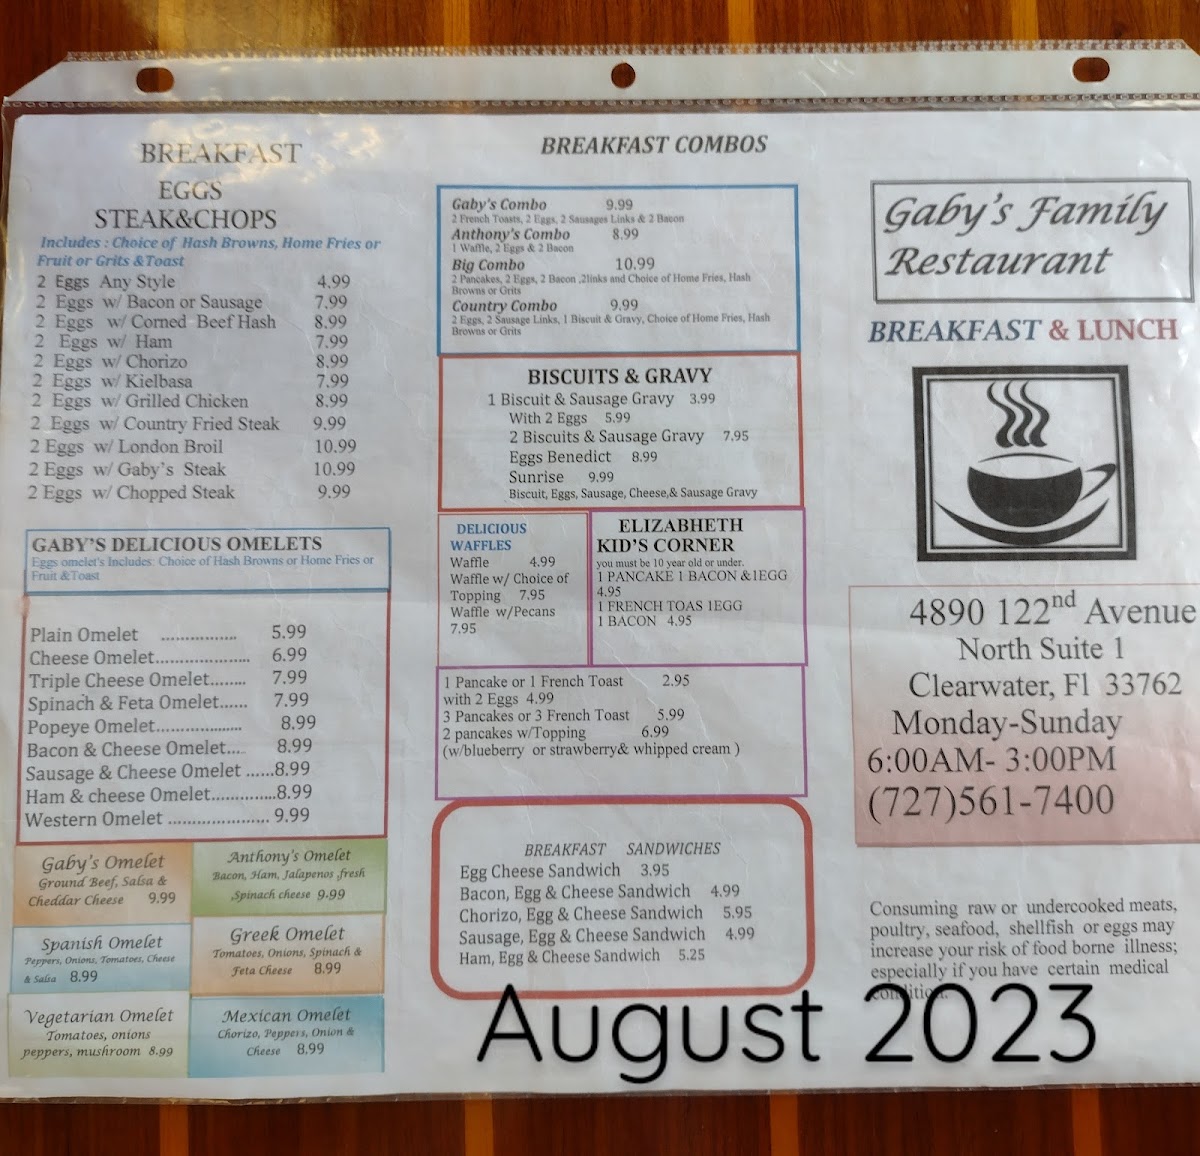 BREAKFAST
EGGS
STEAK&CHOPS
Includes : Choice of Hash Browns, Home Fries or
Fruit or Grits &Toast
2 Eggs Any Style 4.99
2 Eggs w/ Bacon or Sausage 7.99
2 Eggs w/ Corned Beef Hash 8.99
2 Eggs w/ Ham 7.99
2 Eggs w/ Chorizo 8.99
2 Eggs w/ Kielbasa 7.99
2 Eggs w/ Grilled Chicken 8.99
2 Eggs w/ Country Fried Steak 9.99
2 Eggs w/ London Broil 10.99
2 Eggs w/ Gaby's Steak 10.99
2 Eggs w/ Chopped Steak 9.99
GABY'S DELICIOUS OMELETS
Eggs omelet's Includes: Choice of Hash Browns or Home Fries or
Fruit &Toast
Plain Omelet ................. 5.99
Cheese Omelet..................... 6.99
Triple Cheese Omelet........ 7.99
Spinach & Feta Omelet...... 7.99
Popeye Omelet................... 8.99
Bacon & Cheese Omelet.... 8.99
Sausage & Cheese Omelet ......8.99
Ham & cheese Omelet..............8.99
Western Omelet ...................... 9.99
Gaby's Omelet
Ground Beef, Salsa &
Cheddar Cheese 9.99
Anthony's Omelet
Bacon, Ham, Jalapenos ,fresh
,Spinach cheese 9.99
Spanish Omelet
Peppers, Onions, Tomatoes, Cheese
& Salsa 8.99
Greek Omelet
Tomatoes, Onions, Spinach &
Feta Cheese 8.99
Vegetarian Omelet
Tomatoes, onions
peppers, mushroom 8.99
Mexican Omelet
Chorizo, Peppers, Onion &
Cheese 8.99
BREAKFAST COMBOS
Gaby's Combo 9.99
2 French Toasts, 2 Eggs, 2 Sausages Links & 2 Bacon
Anthony's Combo 8.99
1 Waffle, 2 Eggs & 2 Bacon
Big Combo 10.99
2 Pancakes, 2 Eggs, 2 Bacon ,2links and Choice of Home Fries, Hash
Browns or Grits
Country Combo 9.99
2 Eggs, 2 Sausage Links, 1 Biscuit & Gravy, Choice of Home Fries, Hash
Browns or Grits
BISCUITS & GRAVY
1 Biscuit & Sausage Gravy 3.99
With 2 Eggs 5.99
2 Biscuits & Sausage Gravy 7.95
Eggs Benedict 8.99
Sunrise 9.99
Biscuit, Eggs, Sausage, Cheese,& Sausage Gravy
DELICIOUS
WAFFLES
Waffle 4.99
Waffle w/ Choice of
Topping 7.95
Waffle w/Pecans
7.95
ELIZABHETH
KID'S CORNER
you must be 10 year old or under.
1 PANCAKE 1 BACON &1EGG
4.95
1 FRENCH TOAS 1EGG
1 BACON 4.95
1 Pancake or 1 French Toast 2.95
with 2 Eggs 4.99
3 Pancakes or 3 French Toast 5.99
2 pancakes w/Topping 6.99
(w/blueberry or strawberry& whipped cream )
BREAKFAST SANDWICHES
Egg Cheese Sandwich 3.95
Bacon, Egg & Cheese Sandwich 4.99
Chorizo, Egg & Cheese Sandwich 5.95
Sausage, Egg & Cheese Sandwich 4.99
Ham, Egg & Cheese Sandwich 5.25
Gaby's Family
Restaurant
BREAKFAST & LUNCH
4890 122nd Avenue
North Suite 1
Clearwater, Fl 33762
Monday-Sunday
6:00AM- 3:00PM
(727)561-7400
Consuming raw or undercooked meats,
poultry, seafood, shellfish or eggs may
increase your risk of food borne illness;
especially if you have certain medical
condition.
August 2023